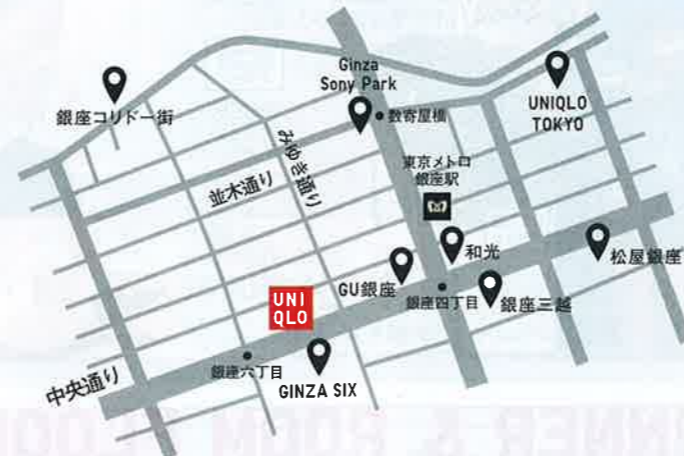 Ginza
Sony Park
銀座コリドー街
数寄屋橋
UNIQLO
TOKYO
みゆき通り
東京メトロ
銀座駅
並木通り
和光
松屋銀座
GU銀座
銀座四丁目
銀座三越
UNI
QLO
銀座六丁目
中央通り
GINZA SIX